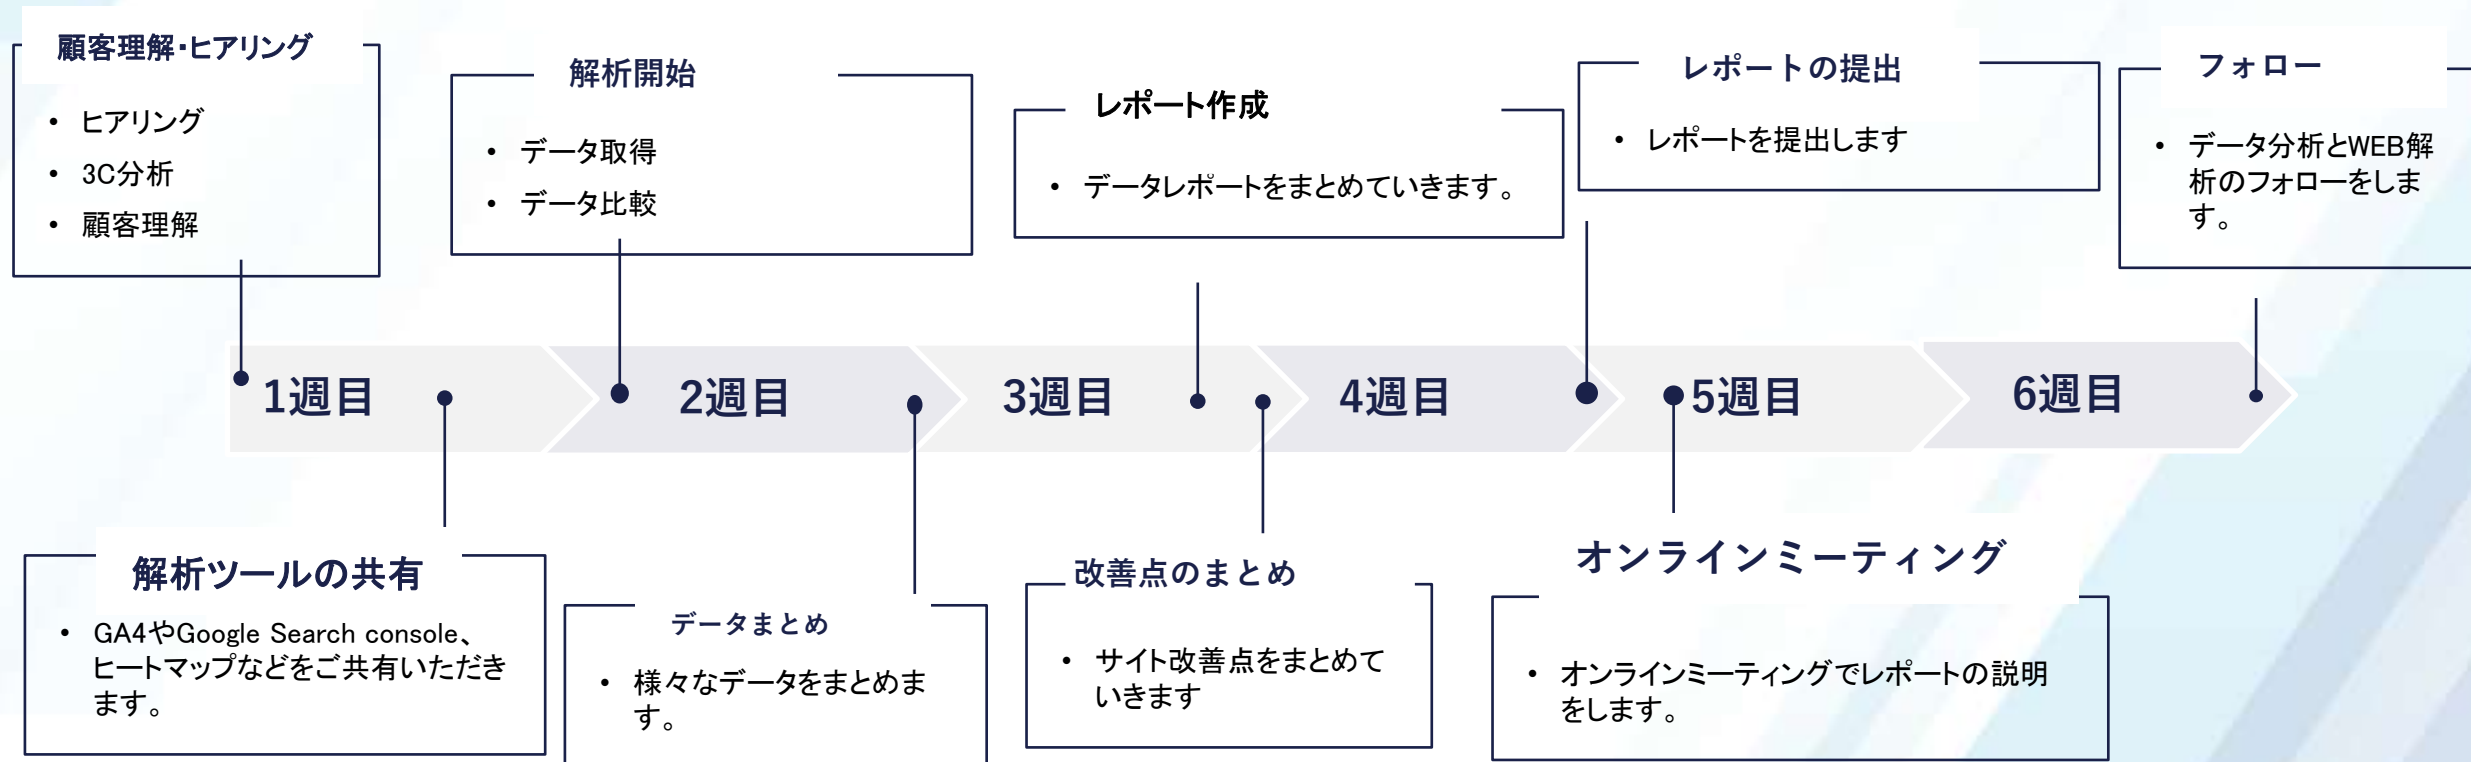 顧客理解・ヒアリング
• ヒアリング
• 3C分析
• 顧客理解
解析開始
• データ取得
• データ比較
レポート作成
• データレポートをまとめていきます。
レポートの提出
• レポートを提出します
フォロー
• データ分析とWEB解
析のフォローをしま
す。
1週目
2週目
3週目
4週目
5週目
6週目
解析ツールの共有
• GA4やGoogle Search console、
ヒートマップなどをご共有いただき
ます。
データまとめ
• 様々なデータをまとめま
す。
改善点のまとめ
• サイト改善点をまとめて
いきます
オンラインミーティング
• オンラインミーティングでレポートの説明
をします。